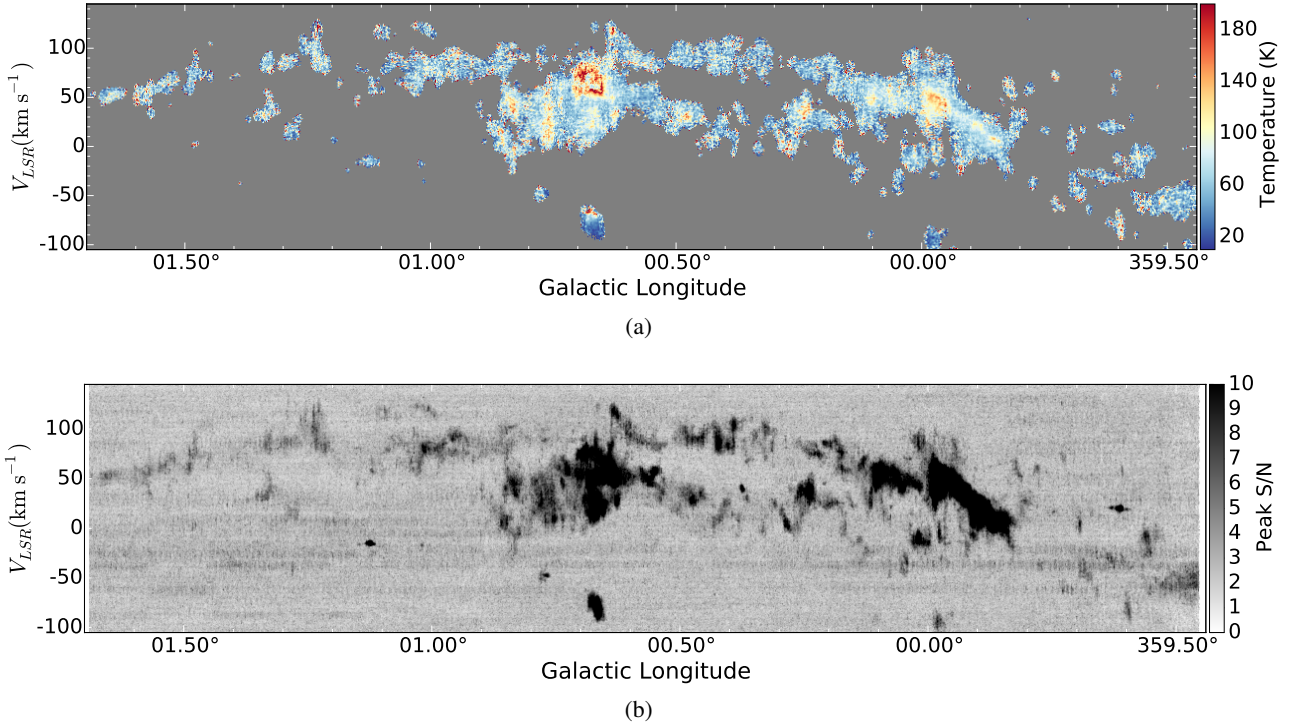 100
50
0
-50
-100
V_LSR(km s⁻¹)
180
140
100
60
20
Temperature (K)
01.50° 01.00° 00.50° 00.00° 359.50°
Galactic Longitude
(a)
100
50
0
-50
-100
V_LSR(km s⁻¹)
10
9
8
7
6
5
4
3
2
1
0
Peak S/N
01.50° 01.00° 00.50° 00.00° 359.50°
Galactic Longitude
(b)